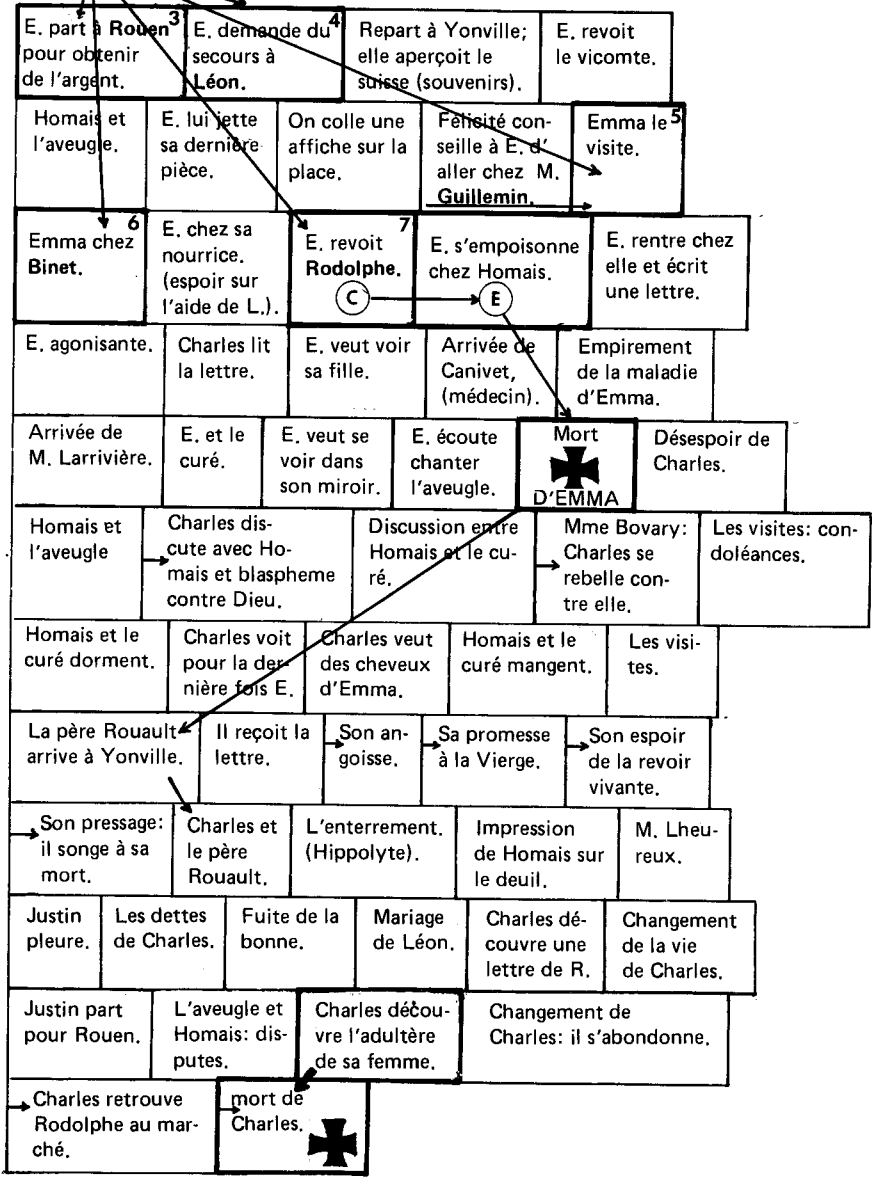 E. part à Rouen 3
pour obtenir
de l'argent.
E. demande du 4
secours à
Léon.
Repart à Yonville;
elle aperçoit le
suisse (souvenirs).
E. revoit
le vicomte.
Homais et
l'aveugle.
E. lui jette
sa dernière
pièce.
On colle une
affiche sur la
place.
Félicité con-
seille à E. d'
aller chez M.
Guillemin.
Emma le 5
visite.
6
Emma chez
Binet.
E. chez sa
nourrice.
(espoir sur
l'aide de L.).
7
E. revoit
Rodolphe.
C
E. s'empoisonne
chez Homais.
E
E. rentre chez
elle et écrit
une lettre.
E. agonisante.
Charles lit
la lettre.
E. veut voir
sa fille.
Arrivée de
Canivet,
(médecin).
Empirement
de la maladie
d'Emma.
Arrivée de
M. Larrivière.
E. et le
curé.
E. veut se
voir dans
son miroir.
E. écoute
chanter
l'aveugle.
Mort
D'EMMA
Désespoir de
Charles.
Homais et
l'aveugle
Charles dis-
cute avec Ho-
mais et blaspheme
contre Dieu.
Discussion entre
Homais et le cu-
ré.
Mme Bovary:
Charles se
rebelle con-
tre elle.
Les visites: con-
doléances.
Homais et le
curé dorment.
Charles voit
pour la der-
nière fois E.
Charles veut
des cheveux
d'Emma.
Homais et le
curé mangent.
Les visi-
tes.
La père Rouault
arrive à Yonville.
Il reçoit la
lettre.
Son an-
goisse.
Sa promesse
à la Vierge.
Son espoir
de la revoir
vivante.
Son pressage:
il songe à sa
mort.
Charles et
le père
Rouault.
L'enterrement.
(Hippolyte).
Impression
de Homais sur
le deuil.
M. Lheu-
reux.
Justin
pleure.
Les dettes
de Charles.
Fuite de la
bonne.
Mariage
de Léon.
Charles dé-
couvre une
lettre de R.
Changement
de la vie
de Charles.
Justin part
pour Rouen.
L'aveugle et
Homais: dis-
putes.
Charles décou-
vre l'adultère
de sa femme.
Changement de
Charles: il s'abondonne.
Charles retrouve
Rodolphe au mar-
ché.
mort de
Charles.